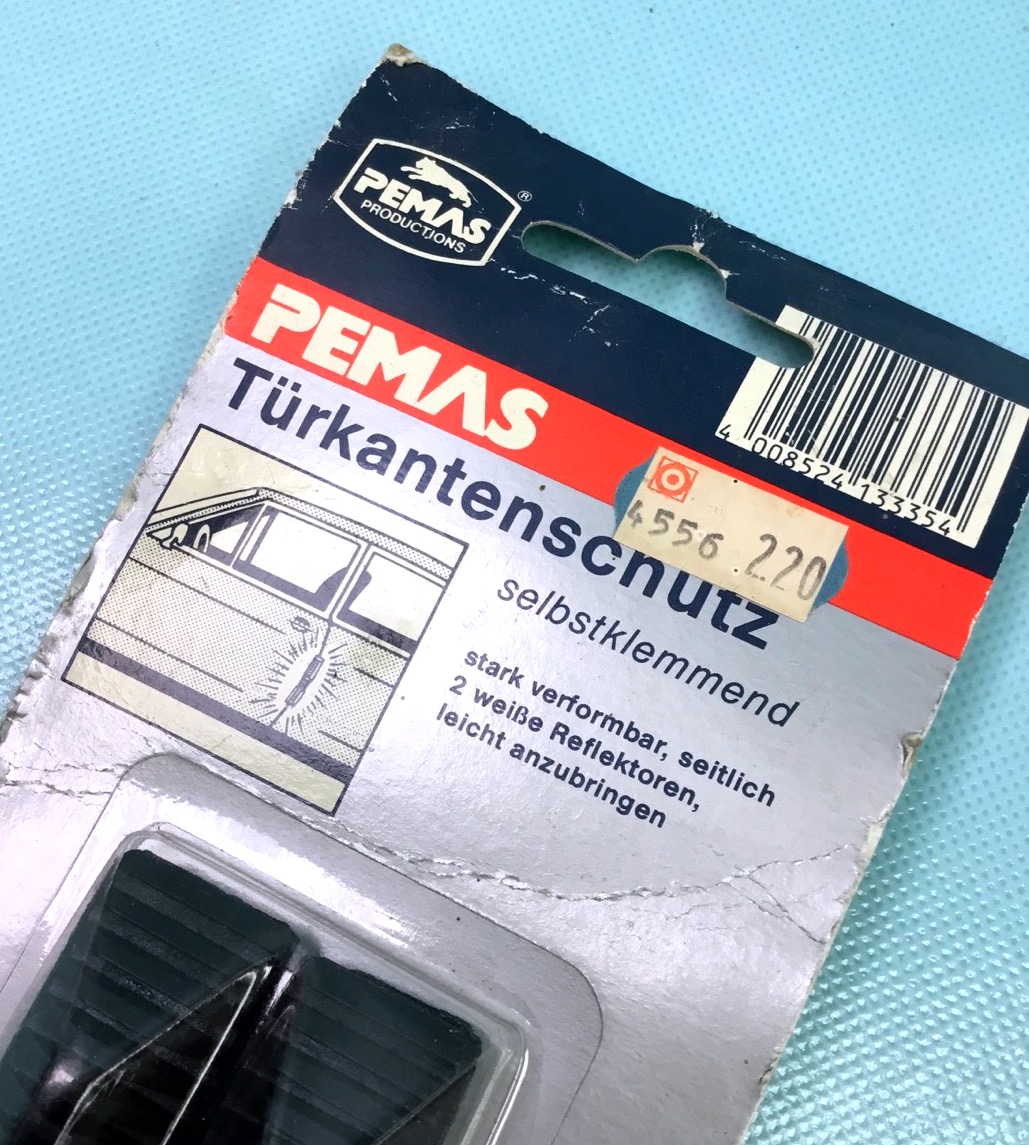 PEMAS
PRODUCTIONS
®
PEMAS
4 008524 133354
4556 220
Türkantenschutz
selbstklemmend
stark verformbar, seitlich
2 weiße Reflektoren,
leicht anzubringen